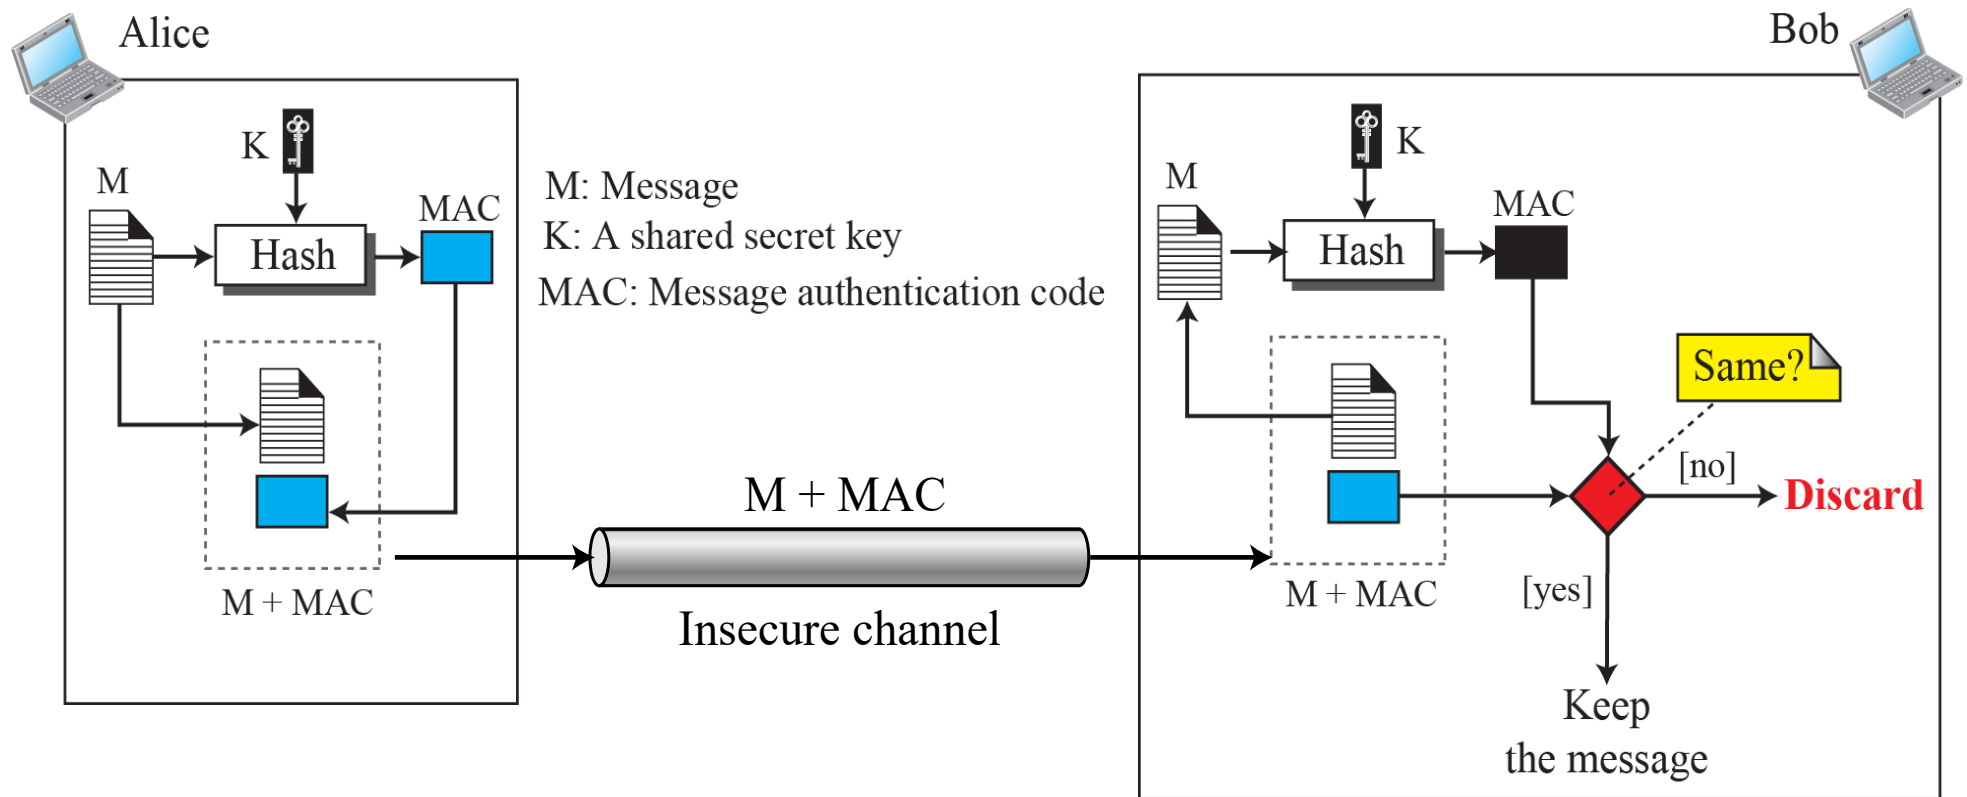 Alice
Bob
K
M
MAC
Hash
M + MAC
M: Message
K: A shared secret key
MAC: Message authentication code
M + MAC
Insecure channel
K
M
MAC
Hash
Same?
[no]
Discard
M + MAC
[yes]
Keep
the message